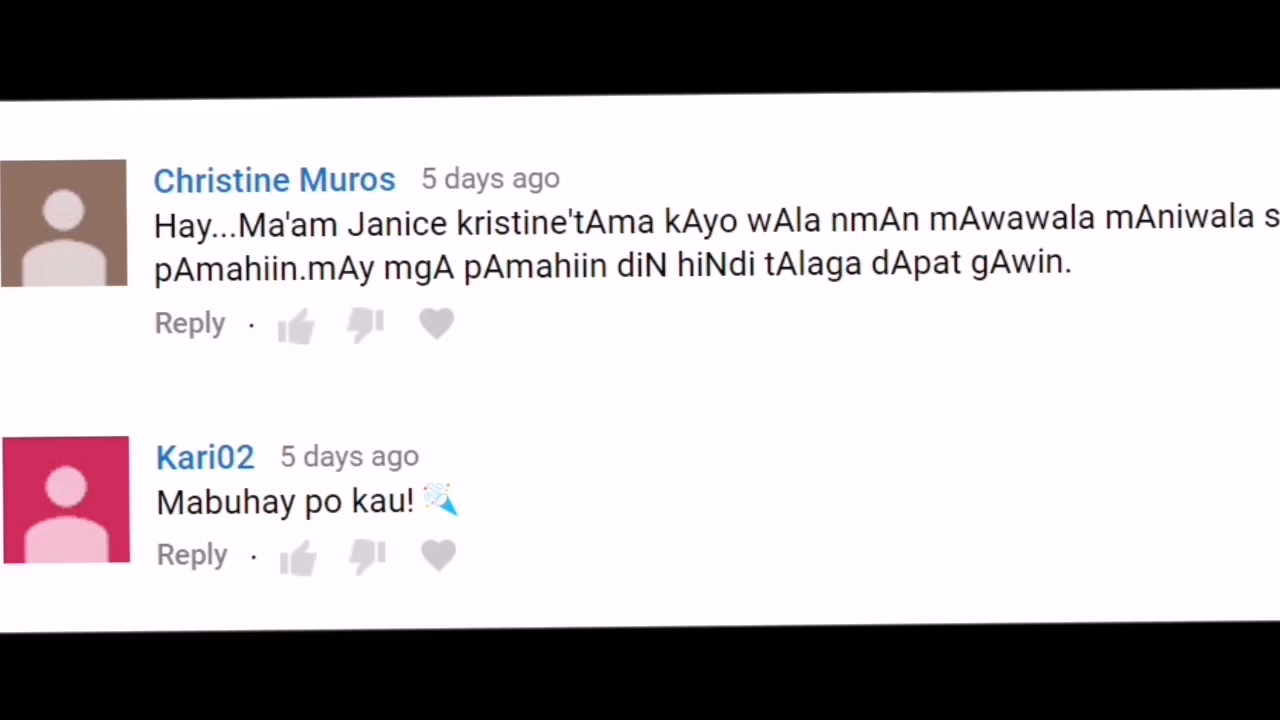 Christine Muros 5 days ago
Hay...Ma'am Janice kristine'tAma kAyo wAla nmAn mAwawala mAniwala s
pAmahiin.mAy mgA pAmahiin diN hiNdi tAlaga dApat gAwin.
Reply ·
Kari02 5 days ago
Mabuhay po kau! 🎉
Reply ·